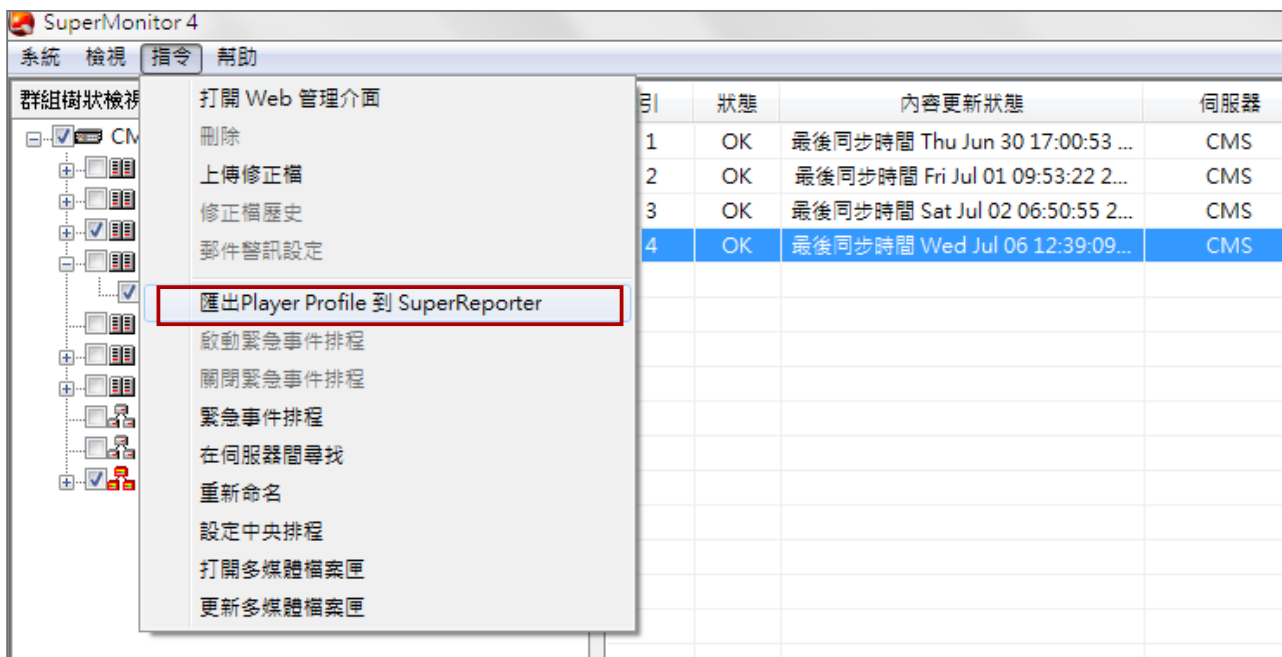 SuperMonitor 4
系統 檢視 指令 幫助
群組樹狀檢視
引 狀態 內容更新狀態 伺服器
CM
1 OK 最後同步時間 Thu Jun 30 17:00:53 ... CMS
2 OK 最後同步時間 Fri Jul 01 09:53:22 2... CMS
3 OK 最後同步時間 Sat Jul 02 06:50:55 2... CMS
4 OK 最後同步時間 Wed Jul 06 12:39:09... CMS
打開 Web 管理介面
刪除
上傳修正檔
修正檔歷史
郵件警訊設定
匯出Player Profile 到 SuperReporter
啟動緊急事件排程
關閉緊急事件排程
緊急事件排程
在伺服器間尋找
重新命名
設定中央排程
打開多媒體檔案匣
更新多媒體檔案匣